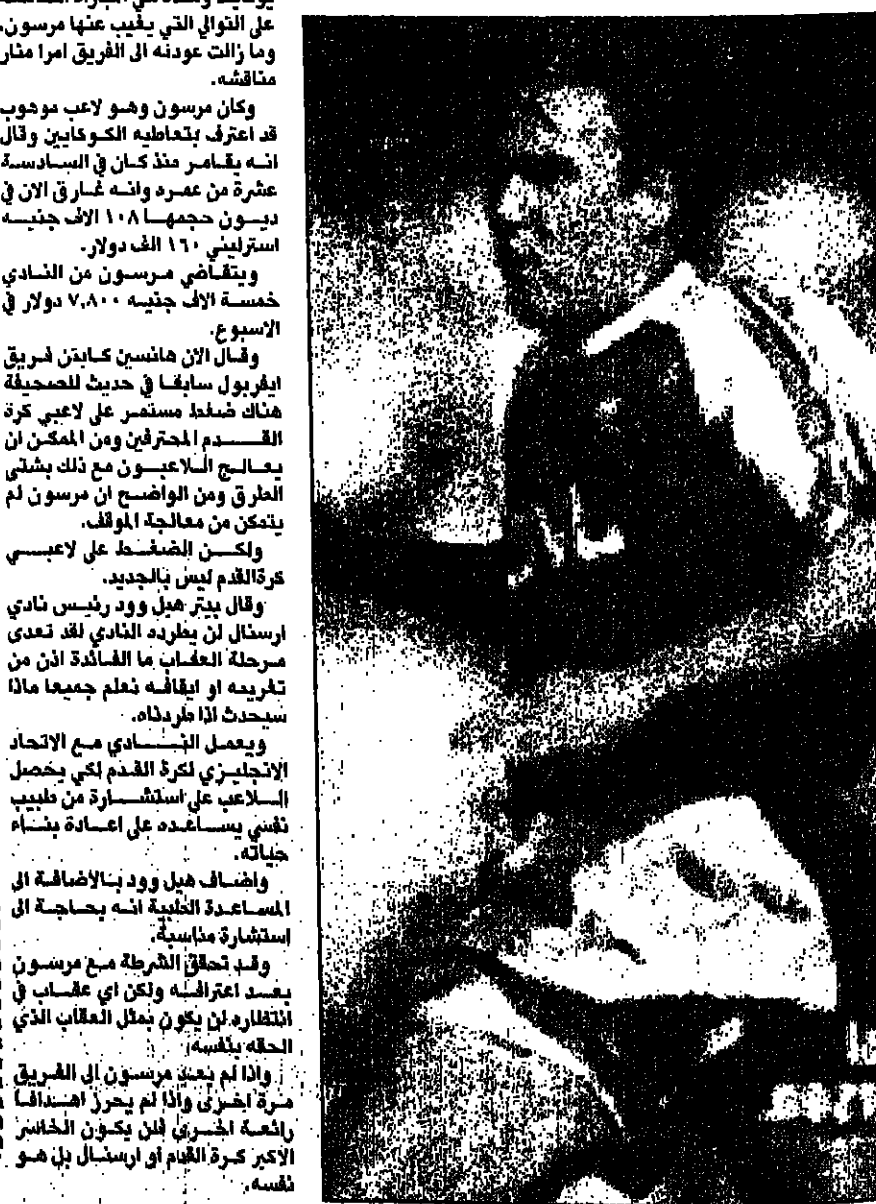 على التوالي التي يغيب عنها مرسون.
وما زالت عودته الى الفريق امرا مثار
مناقشه.
وكان مرسون وهو لاعب موهوب
قد اعترف بتعاطيه الكوكايين وقال
انه يقامر منذ كان في السادسة
عشرة من عمره وانه غارق الان في
ديون حجمها ١٠٨ الاف جنيه
استرليني ١٦٠ الف دولار.
ويتقاضي مرسون من النادي
خمسة الاف جنيه ٧,٨٠٠ دولار في
الاسبوع.
وقال الان هانسين كابتن فريق
ليفربول سابقا في حديث للصحيفة
هناك ضغط مستمر على لاعبي كرة
القدم المحترفين ومن الممكن ان
يعالج اللاعبون مع ذلك بشتى
الطرق ومن الواضح ان مرسون لم
يتمكن من معالجة الموقف.
ولكن الضغط على لاعبي
كرةالقدم ليس بالجديد.
وقال بيتر هيل وود رئيس نادي
ارسنال لن يطرده النادي لقد تعدى
مرحلة العقاب ما الفائدة اذن من
تغريمه او ايقافه نعلم جميعا ماذا
سيحدث اذا طردناه.
ويعمل النادي مع الاتحاد
الانجليزي لكرة القدم لكي يحصل
اللاعب على استشارة من طبيب
نفسي يساعده على اعادة بناء
حياته.
واضاف هيل وود بالاضافة الى
المساعدة الطبية انه بحاجة الى
استشارة مناسبة.
وقد تحقق الشرطة مع مرسون
بعد اعترافه ولكن اي عقاب في
انتظاره لن يكون بمثل العقاب الذي
الحقه بنفسه.
واذا لم يعد مرسون الى الفريق
مرة اخرى واذا لم يحرز اهدافا
رائعة اخرى فلن يكون الخاسر
الاكبر كرة القدم او ارسنال بل هو
نفسه.